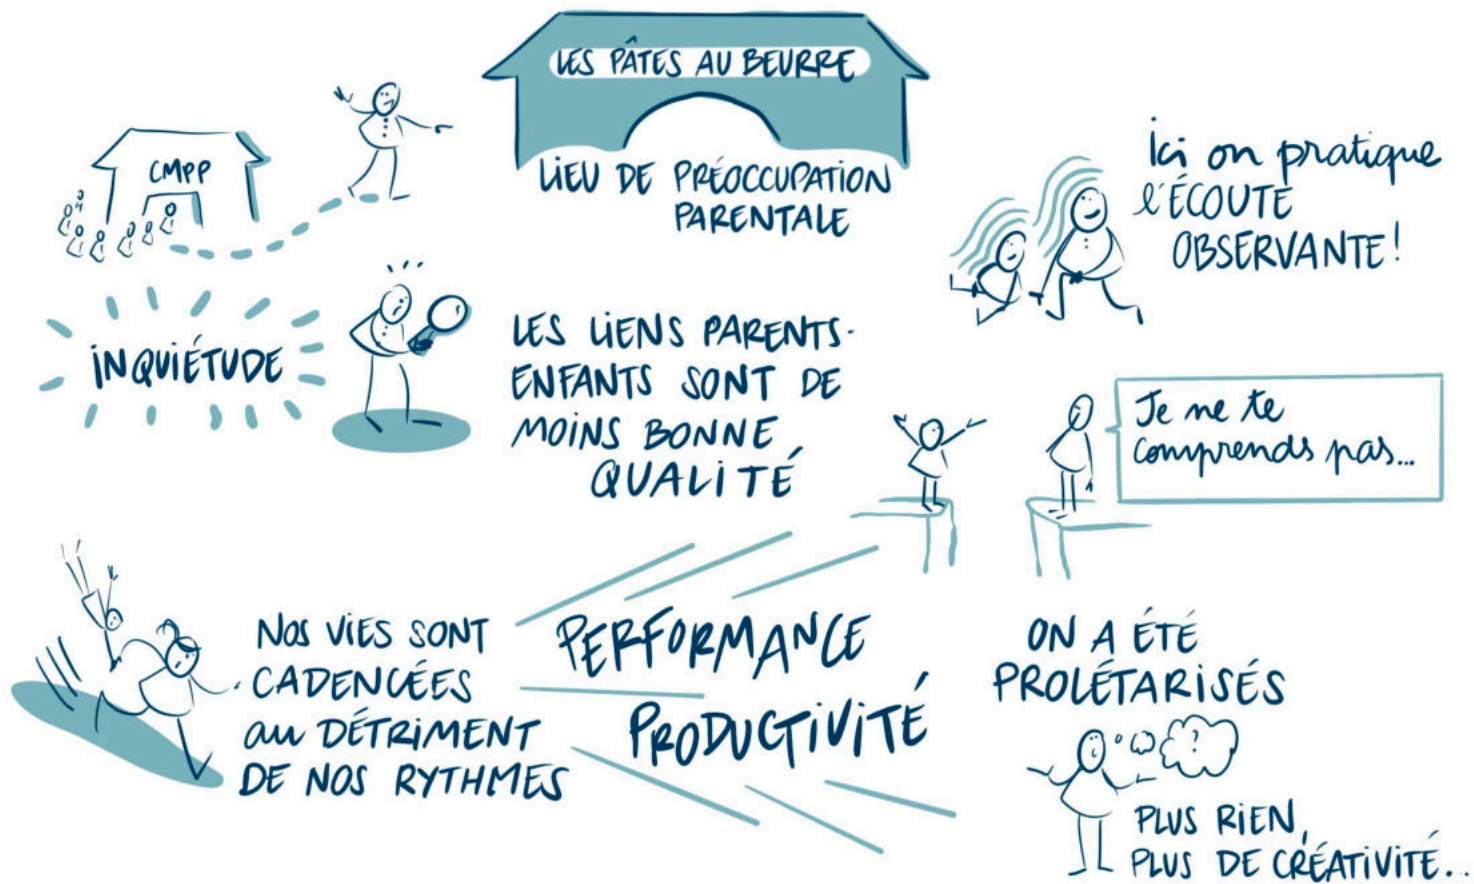 LES PÂTES AU BEURRE
LIEU DE PRÉOCCUPATION
PARENTALE
CMPP
Ici on pratique
l'ÉCOUTE
OBSERVANTE!
INQUIÉTUDE
LES LIENS PARENTS-
ENFANTS SONT DE
MOINS BONNE
QUALITÉ
Je ne te
comprends pas...
NOS VIES SONT
CADENCÉES
au DÉTRIMENT
DE NOS RYTHMES
PERFORMANCE
PRODUCTIVITÉ
ON A ÉTÉ
PROLÉTARISÉS
?
PLUS RIEN,
PLUS DE CRÉATIVITÉ...